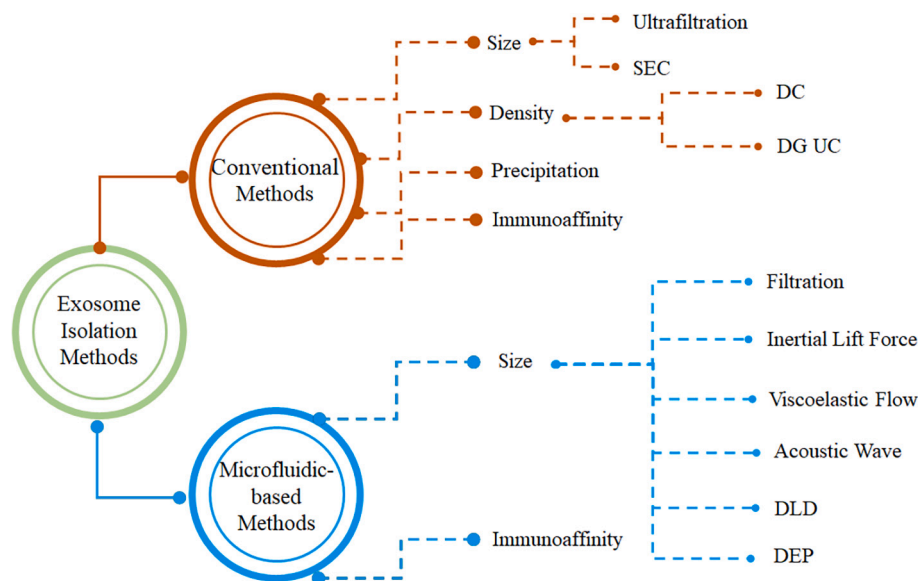 Exosome
Isolation
Methods
Conventional
Methods
Size
Ultrafiltration
SEC
Density
DC
DG UC
Precipitation
Immunoaffinity
Microfluidic-
based
Methods
Size
Filtration
Inertial Lift Force
Viscoelastic Flow
Acoustic Wave
DLD
DEP
Immunoaffinity